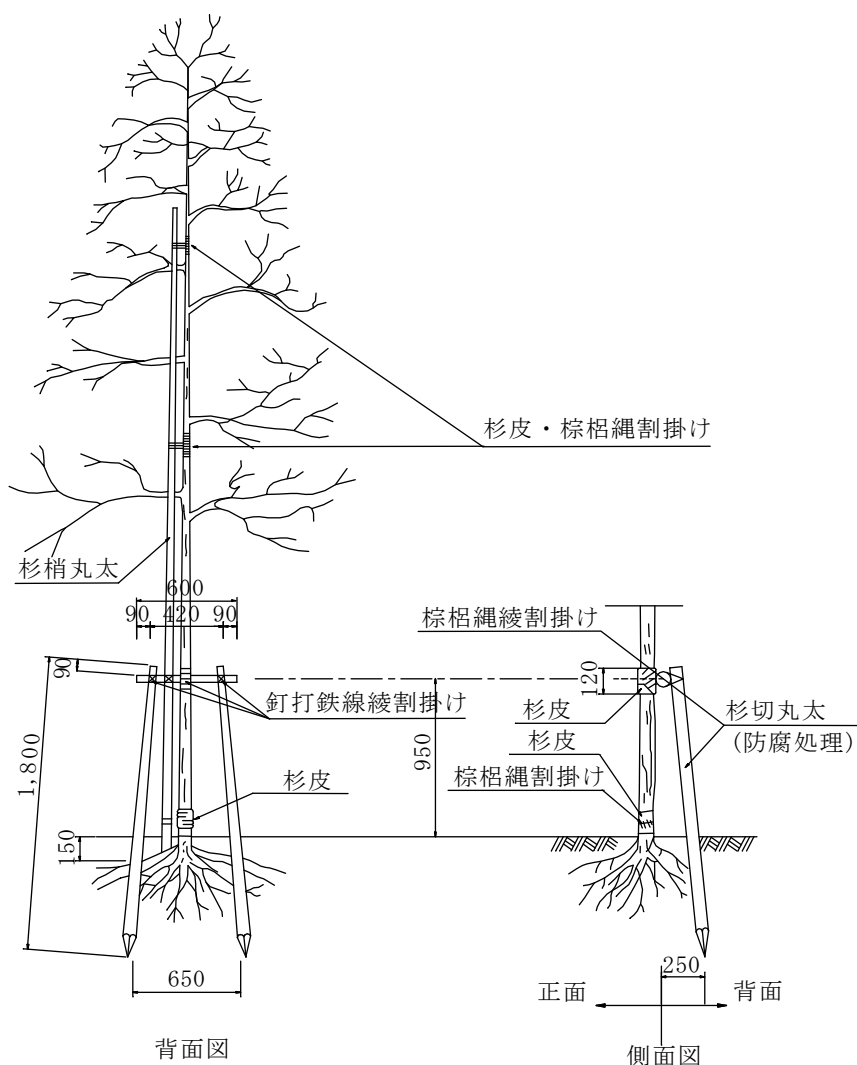 杉皮・棕梠縄割掛け
杉梢丸太
600
90 420 90
90
1,800
釘打鉄線綾割掛け
杉皮
150
650
背面図
950
棕梠縄綾割掛け
120
杉皮
杉皮
棕梠縄割掛け
杉切丸太
(防腐処理)
250
正面 背面
側面図